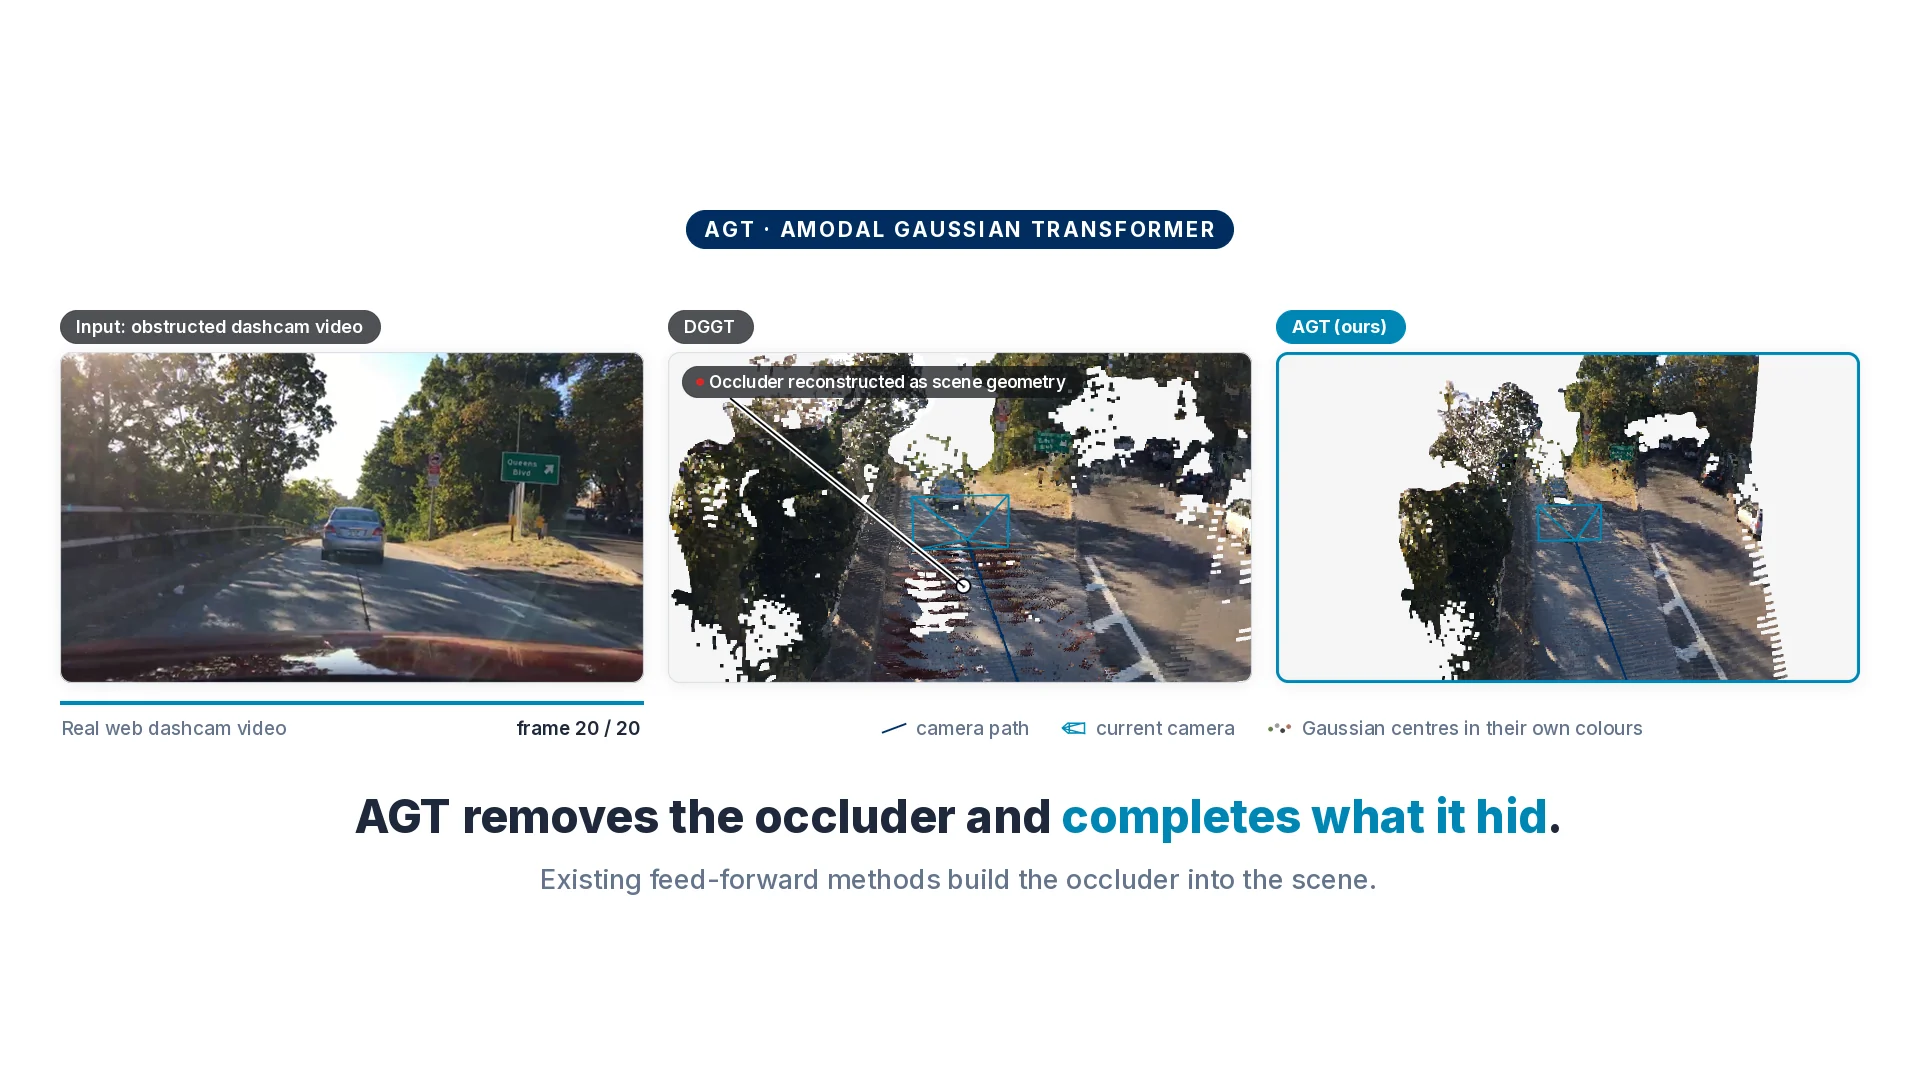 AGT · AMODAL GAUSSIAN TRANSFORMER
Input: obstructed dashcam video
DGGT
AGT (ours)
Occluder reconstructed as scene geometry
Queens
Blvd
Real web dashcam video
frame 20 / 20
camera path
current camera
Gaussian centres in their own colours
AGT removes the occluder and completes what it hid.
Existing feed-forward methods build the occluder into the scene.